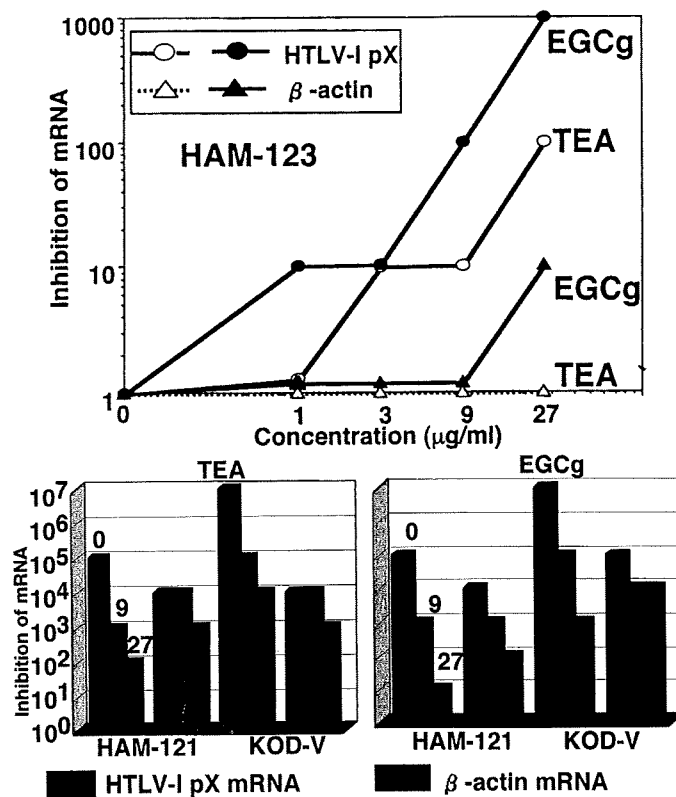 1000
HTLV-I pX
β-actin
EGCg
HAM-123
TEA
100
Inhibition of mRNA
10
EGCg
TEA
1
0 1 3 9 27
Concentration (μg/ml)
TEA
10⁷
10⁶
10⁵
10⁴
10³
10²
10¹
10⁰
Inhibition of mRNA
0
9
27
HAM-121 KOD-V
EGCg
0
9
27
HAM-121 KOD-V
HTLV-I pX mRNA
β-actin mRNA